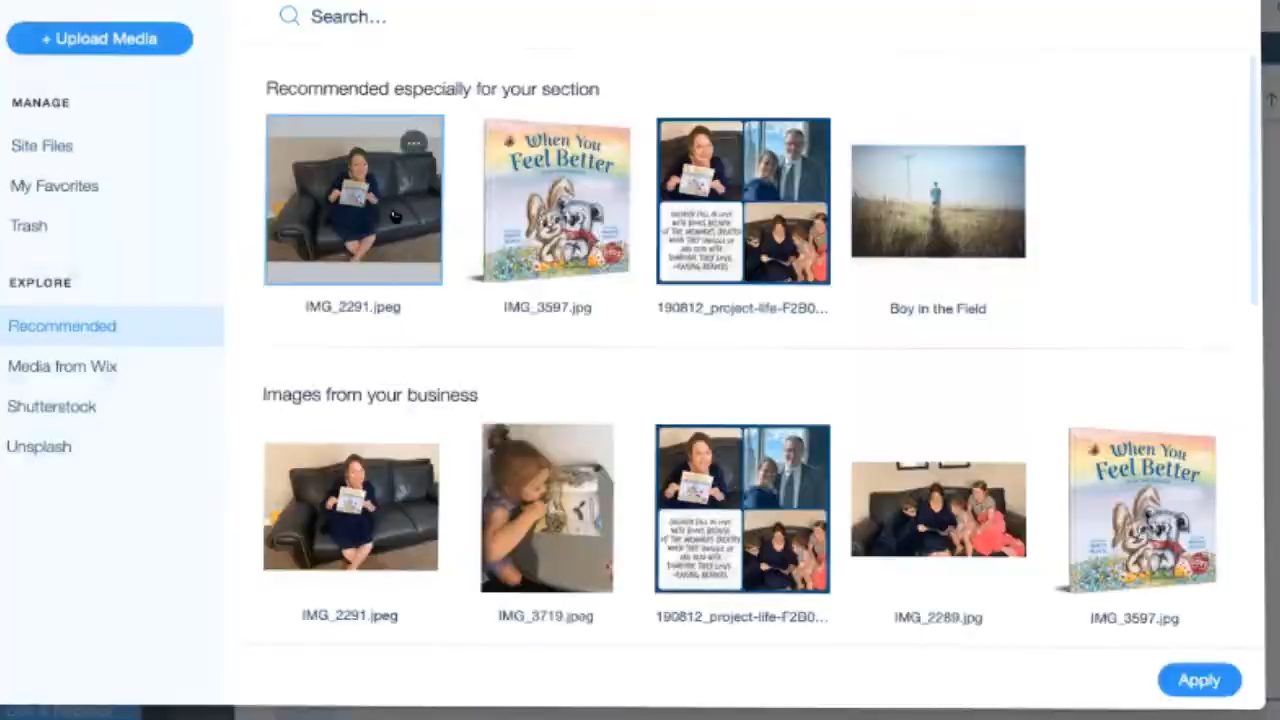 Search...
+ Upload Media
MANAGE
Site Files
My Favorites
Trash
EXPLORE
Recommended
Media from Wix
Shutterstock
Unsplash
Recommended especially for your section
When You
Feel Better
IMG_2291.jpeg
IMG_3597.jpg
190812_project-life-F2B0...
Boy in the Field
Images from your business
When You
Feel Better
IMG_2291.jpeg
IMG_3719.jpeg
190812_project-life-F2B0...
IMG_2289.jpg
IMG_3597.jpg
Apply